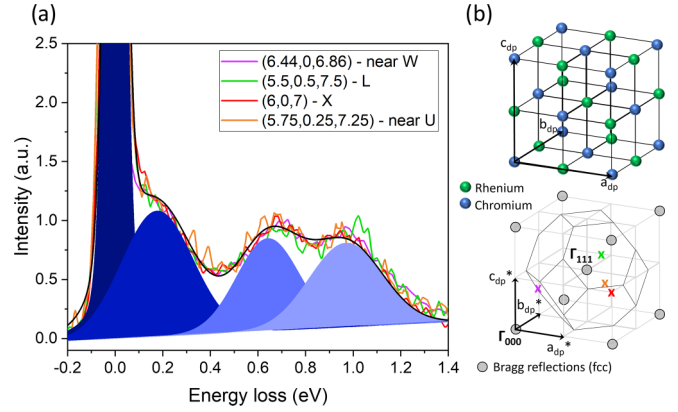 (a)
2.5
2.0
1.5
1.0
0.5
0.0
Intensity (a.u.)
(6.44,0,6.86) - near W
(5.5,0.5,7.5) - L
(6,0,7) - X
(5.75,0.25,7.25) - near U
-0.2 0.0 0.2 0.4 0.6 0.8 1.0 1.2 1.4
Energy loss (eV)
(b)
c_dp
b_dp
a_dp
Rhenium
Chromium
Γ₁₁₁
x
x
x
x
c_dp*
b_dp*
a_dp*
Γ₀₀₀
Bragg reflections (fcc)